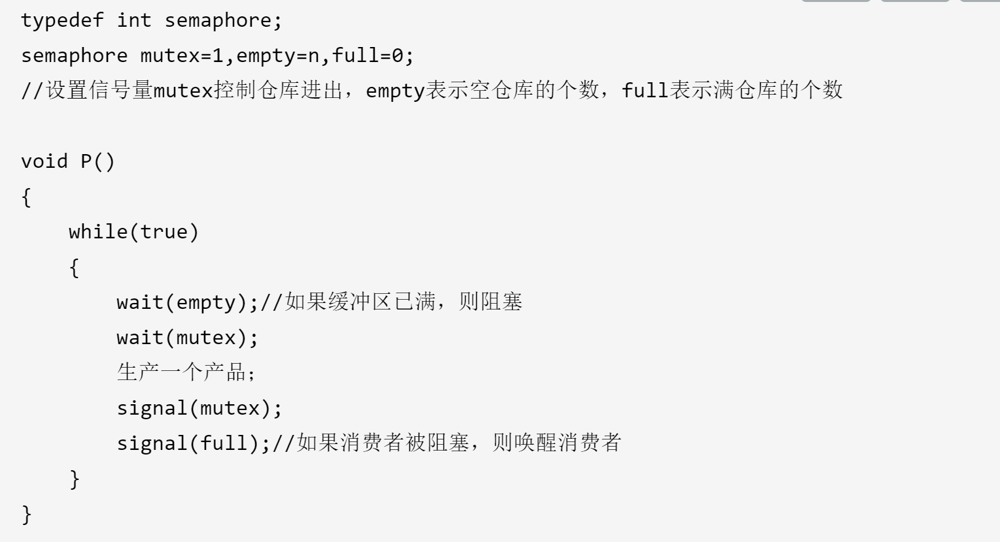 typedef int semaphore;
semaphore mutex=1,empty=n,full=0;
//设置信号量mutex控制仓库进出，empty表示空仓库的个数，full表示满仓库的个数
void P()
{
    while(true)
    {
        wait(empty);//如果缓冲区已满，则阻塞
        wait(mutex);
        生产一个产品；
        signal(mutex);
        signal(full);//如果消费者被阻塞，则唤醒消费者
    }
}